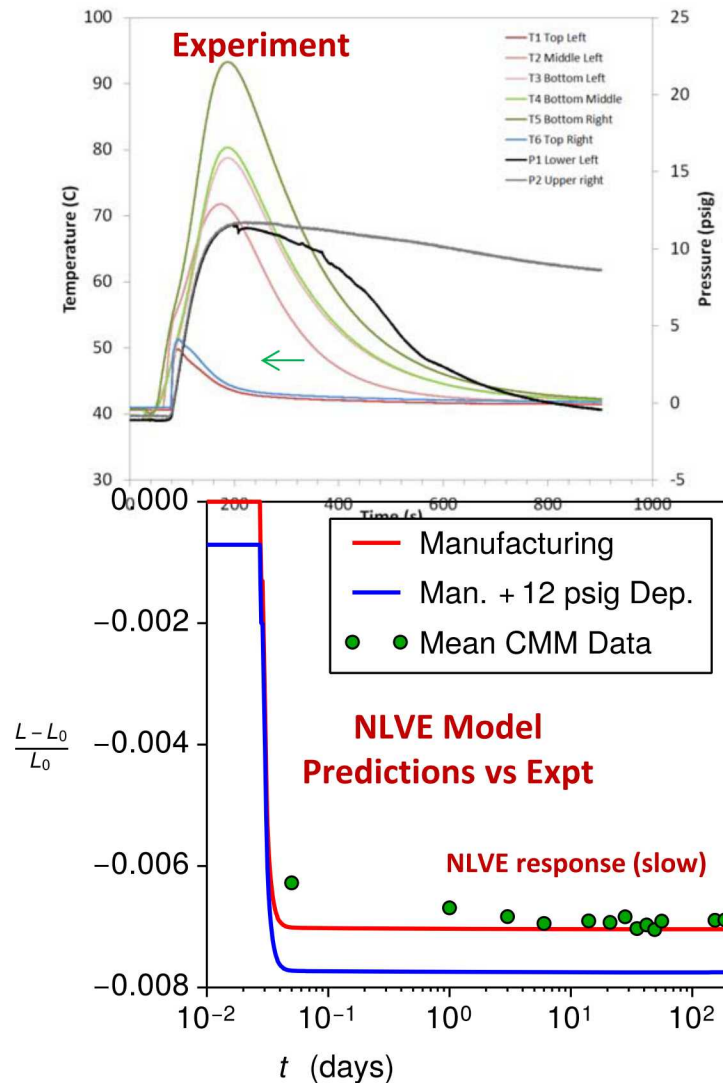 Experiment
T1 Top Left
T2 Middle Left
T3 Bottom Left
T4 Bottom Middle
T5 Bottom Right
T6 Top Right
P1 Lower Left
P2 Upper right
100
90
80
70
60
50
40
30
Temperature (C)
25
20
15
10
5
0
-5
Pressure (psig)
0 200 400 600 800 1000
Time (s)
Manufacturing
Man. + 12 psig Dep.
Mean CMM Data
NLVE Model
Predictions vs Expt
NLVE response (slow)
0.000
−0.002
−0.004
−0.006
−0.008
L − L₀
L₀
10⁻² 10⁻¹ 10⁰ 10¹ 10²
t (days)